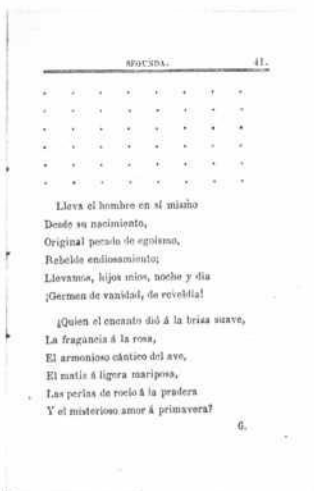 SEGUNDA. 41.
. . . . . . . .
. . . . . . . .
. . . . . . . .
. . . . . . . .
. . . . . . . .
. . . . . . . .
Lleva el hombre en sí mismo
Desde su nacimiento,
Original pecado de egoismo,
Rebelde endiosamiento;
Llevamos, hijos mios, noche y dia
¡Germen de vanidad, de reveldia!
¿Quien el encanto dió á la brisa suave,
La fragancia á la rosa,
El armonioso cántico del ave,
El matis á ligera mariposa,
Las perlas de rocío á la pradera
Y el misterioso amor á primavera?
6.